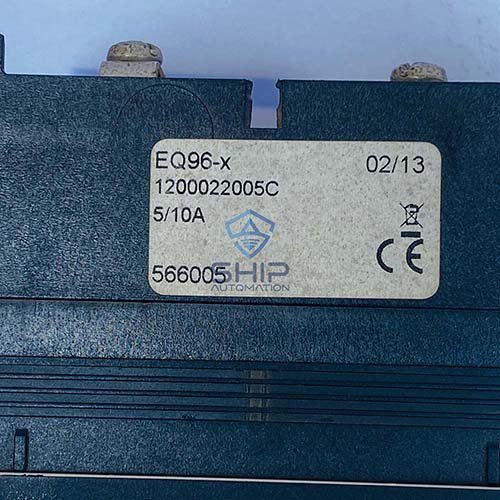 EQ96-x 02/13
1200022005C
5/10A
566005
SHIP
AUTOMATION
CE